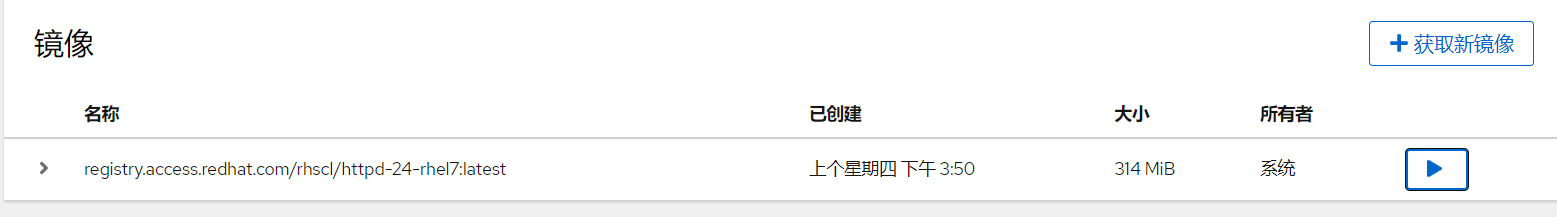 镜像
获取新镜像
名称 已创建 大小 所有者
registry.access.redhat.com/rhscl/httpd-24-rhel7:latest 上个星期四 下午 3:50 314 MiB 系统